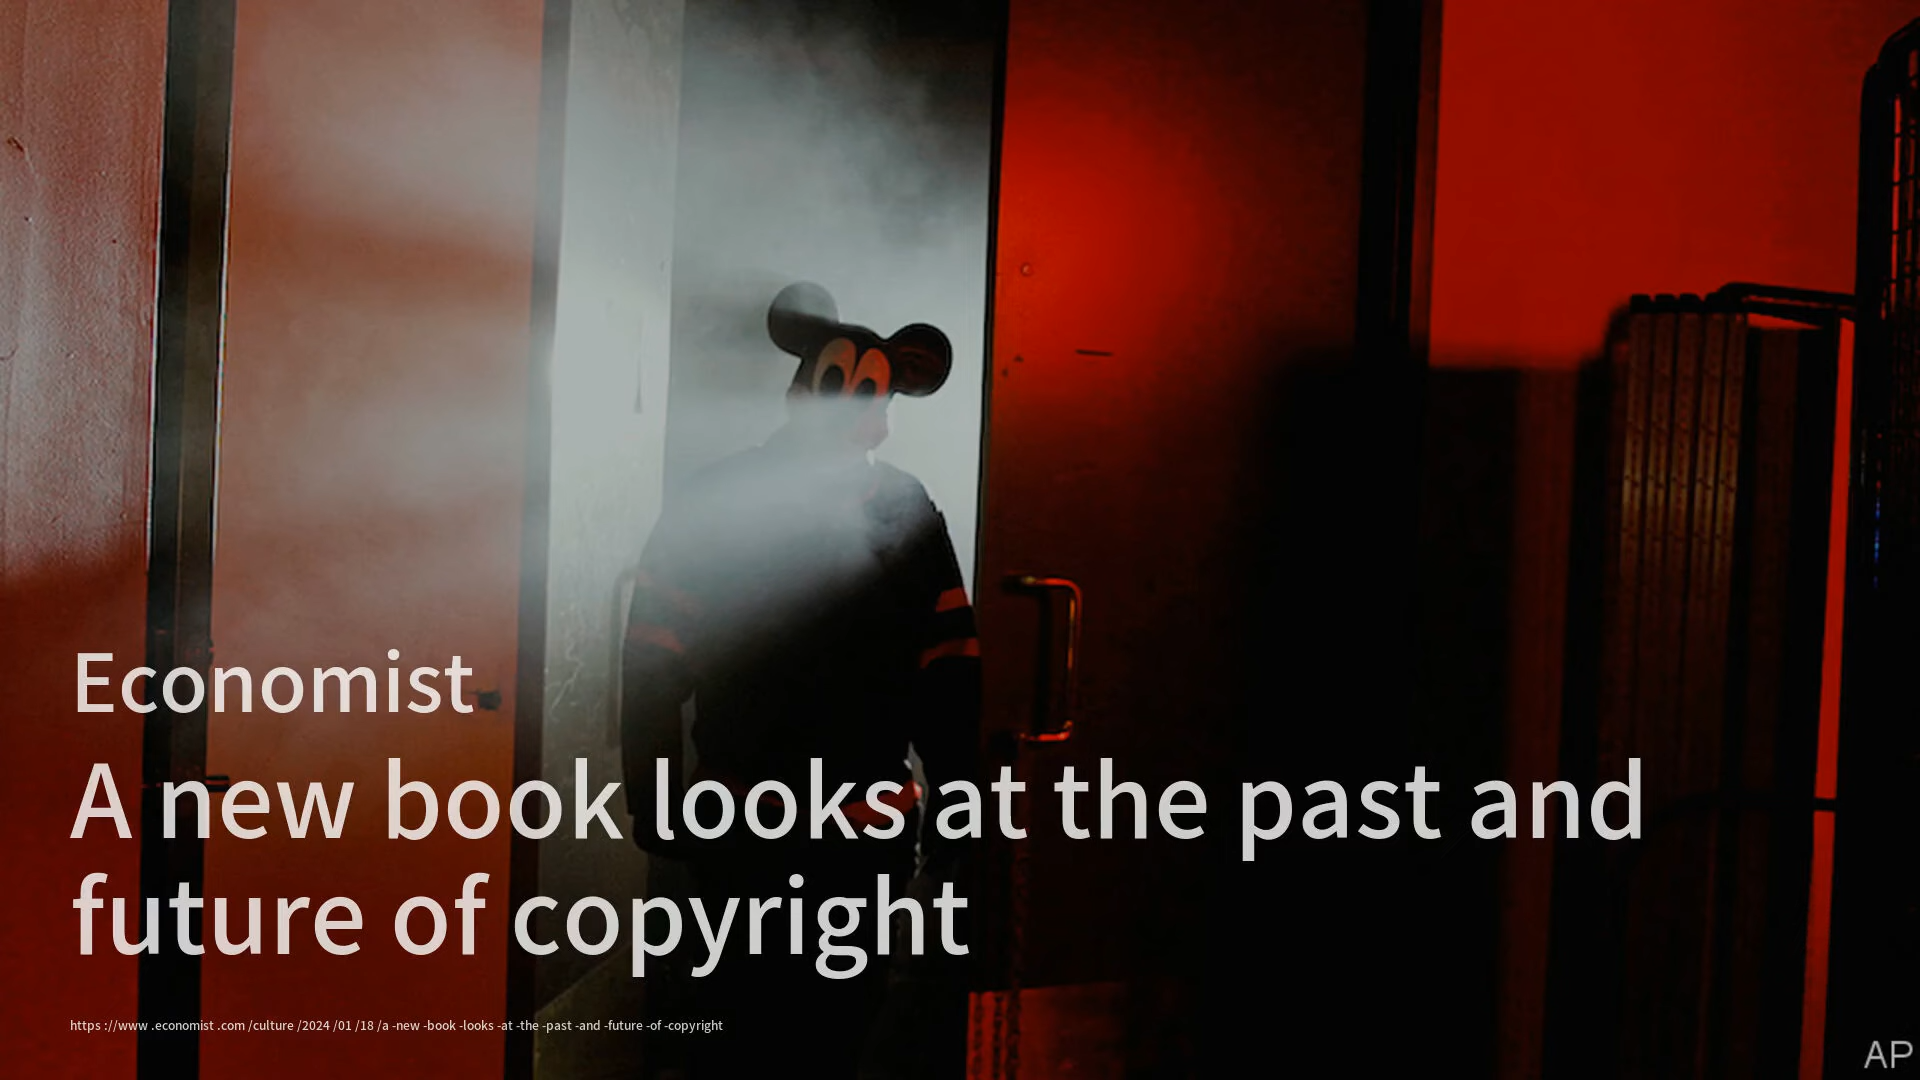 Economist
A new book looks at the past and
future of copyright
https ://www .economist .com /culture /2024 /01 /18 /a -new -book -looks -at -the -past -and -future -of -copyright
AP